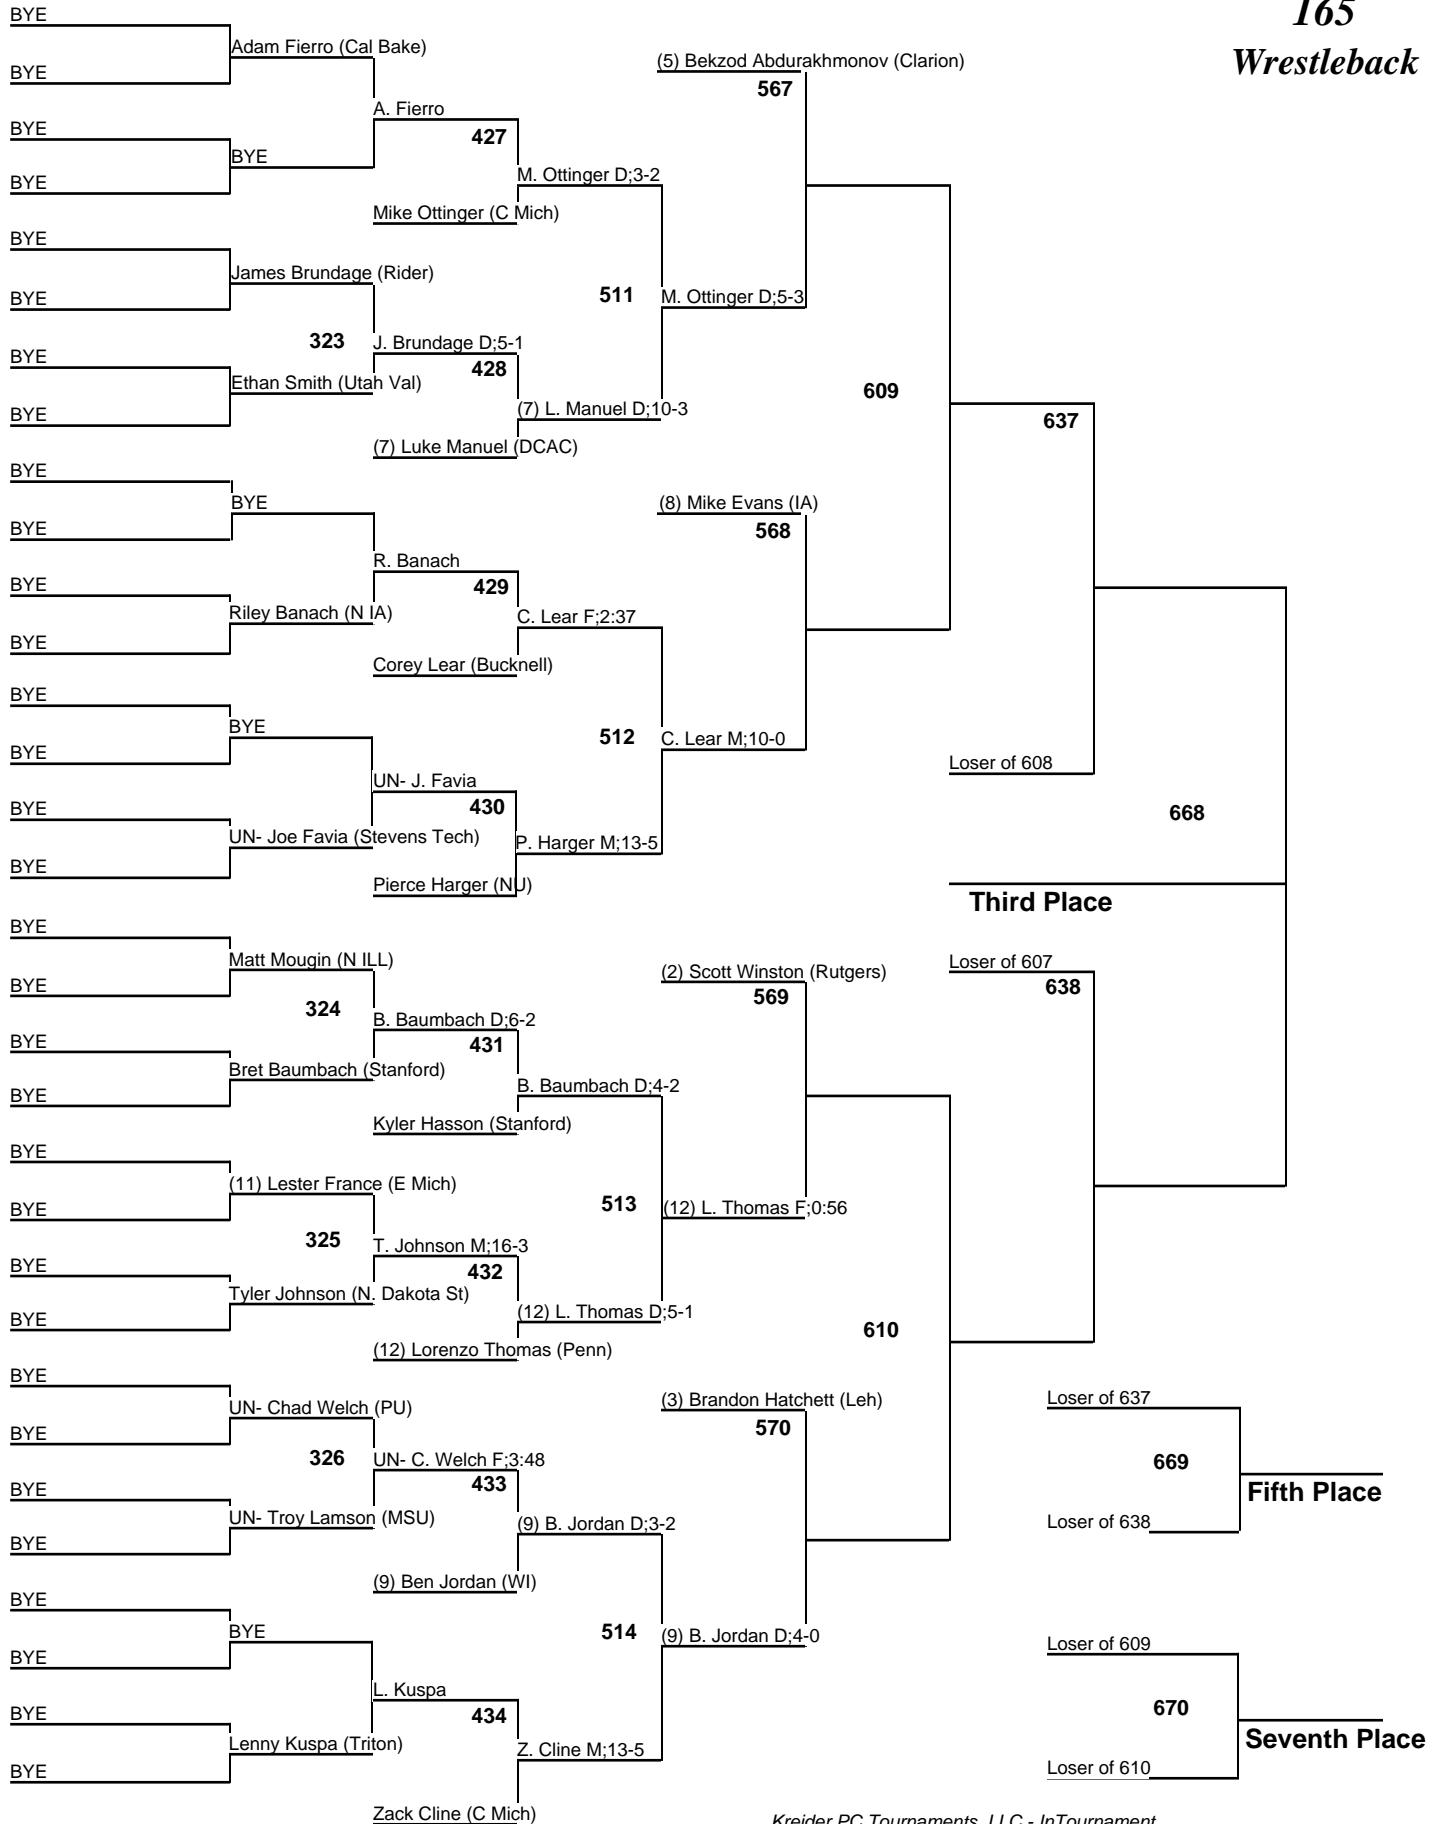 165
Wrestleback
BYE
Adam Fierro (Cal Bake)
BYE
(5) Bekzod Abdurakhmonov (Clarion)
567
A. Fierro
BYE
427
BYE
M. Ottinger D;3-2
BYE
Mike Ottinger (C Mich)
BYE
James Brundage (Rider)
BYE
511
M. Ottinger D;5-3
323
J. Brundage D;5-1
BYE
428
Ethan Smith (Utah Val)
609
BYE
(7) L. Manuel D;10-3
637
(7) Luke Manuel (DCAC)
BYE
BYE
(8) Mike Evans (IA)
BYE
568
R. Banach
BYE
429
Riley Banach (N IA)
C. Lear F;2:37
BYE
Corey Lear (Bucknell)
BYE
BYE
512
C. Lear M;10-0
BYE
Loser of 608
UN- J. Favia
BYE
430
668
UN- Joe Favia (Stevens Tech)
P. Harger M;13-5
BYE
Pierce Harger (NU)
Third Place
BYE
Matt Mougin (N ILL)
Loser of 607
BYE
(2) Scott Winston (Rutgers)
638
569
324
B. Baumbach D;6-2
BYE
431
Bret Baumbach (Stanford)
B. Baumbach D;4-2
BYE
Kyler Hasson (Stanford)
BYE
(11) Lester France (E Mich)
BYE
513
(12) L. Thomas F;0:56
325
T. Johnson M;16-3
BYE
432
Tyler Johnson (N. Dakota St)
BYE
(12) L. Thomas D;5-1
610
(12) Lorenzo Thomas (Penn)
BYE
UN- Chad Welch (PU)
(3) Brandon Hatchett (Leh)
Loser of 637
BYE
570
326
UN- C. Welch F;3:48
669
BYE
433
Fifth Place
UN- Troy Lamson (MSU)
(9) B. Jordan D;3-2
Loser of 638
BYE
(9) Ben Jordan (WI)
BYE
BYE
514
(9) B. Jordan D;4-0
Loser of 609
BYE
L. Kuspa
BYE
434
670
Lenny Kuspa (Triton)
Z. Cline M;13-5
Seventh Place
BYE
Loser of 610
Zack Cline (C Mich)
Kreider PC Tournaments, LLC - InTournament